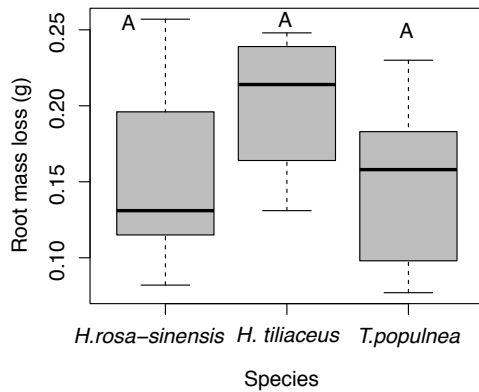 A A A
Root mass loss (g)
0.25
0.20
0.15
0.10
H.rosa−sinensis H. tiliaceus T.populnea
Species